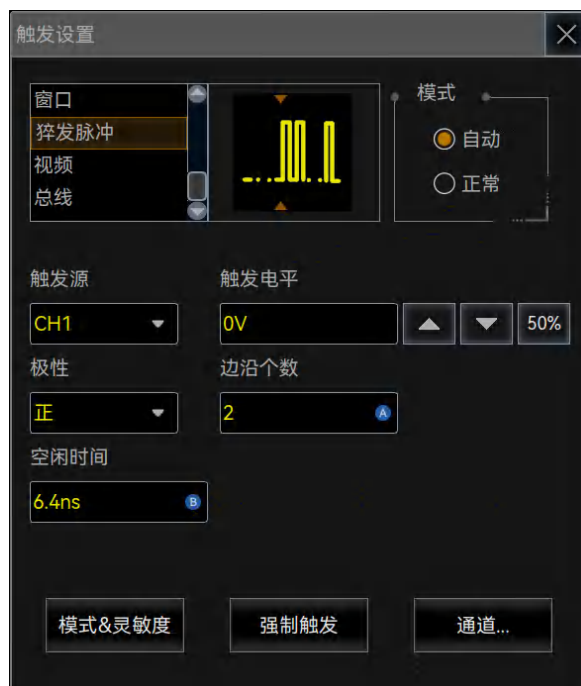 触发设置
窗口
猝发脉冲
视频
总线
模式
自动
正常
触发源
触发电平
CH1
0V
50%
极性
边沿个数
正
2
A
空闲时间
6.4ns
B
模式&灵敏度
强制触发
通道...